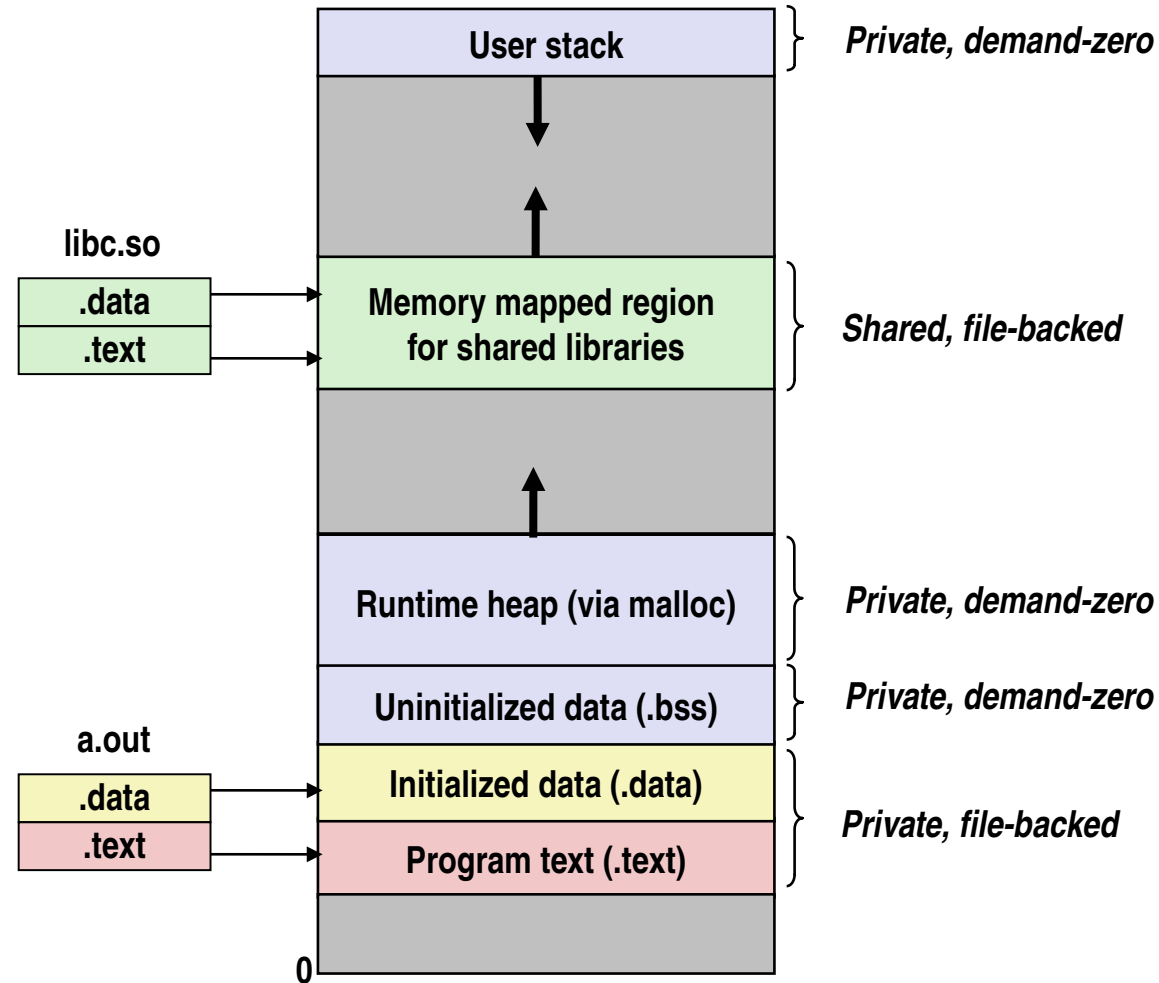 User stack
Private, demand-zero
libc.so
.data
.text
Memory mapped region
for shared libraries
Shared, file-backed
Runtime heap (via malloc)
Private, demand-zero
Uninitialized data (.bss)
Private, demand-zero
a.out
.data
.text
Initialized data (.data)
Program text (.text)
Private, file-backed
0